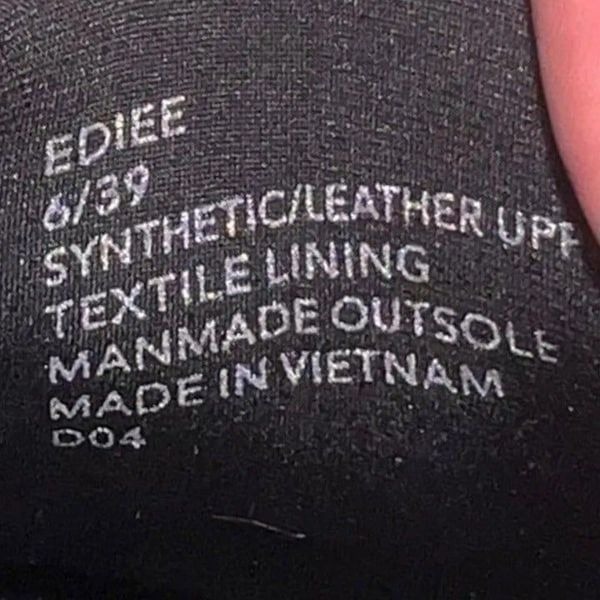 EDIEE
6/39
SYNTHETIC/LEATHER UPP
TEXTILE LINING
MANMADE OUTSOLE
MADE IN VIETNAM
D04